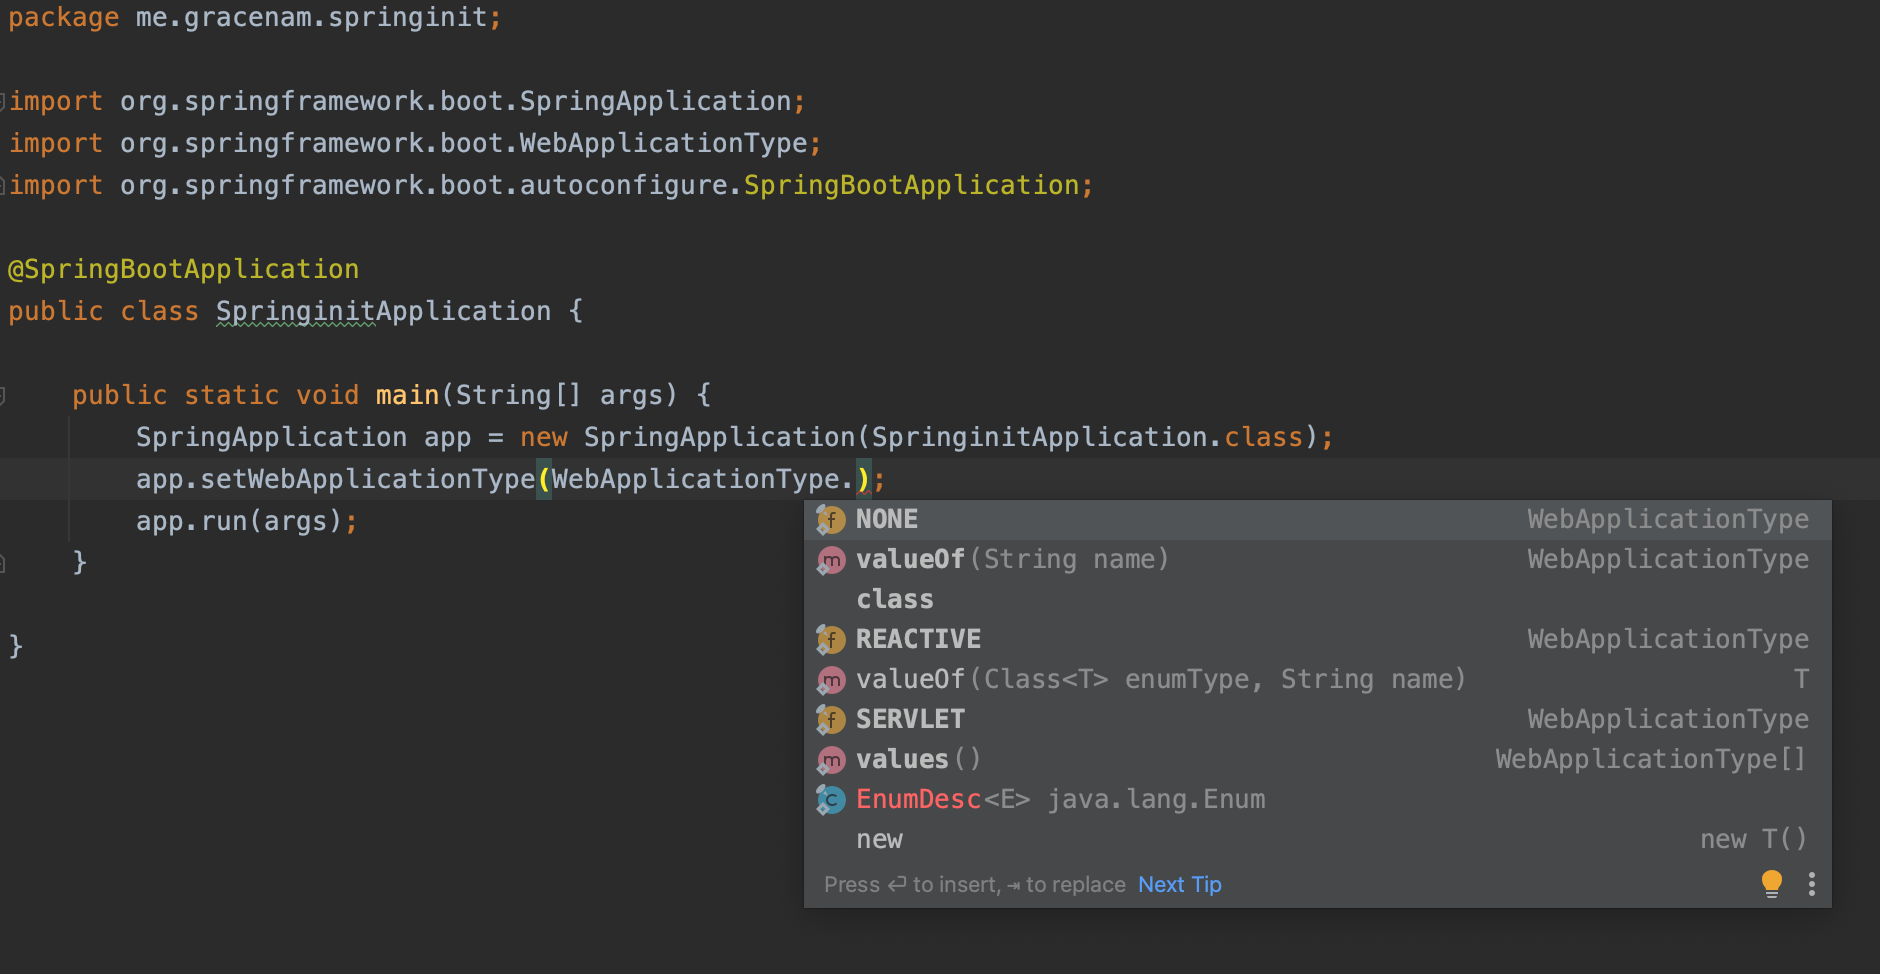 package me.gracenam.springinit;
import org.springframework.boot.SpringApplication;
import org.springframework.boot.WebApplicationType;
import org.springframework.boot.autoconfigure.SpringBootApplication;
@SpringBootApplication
public class SpringinitApplication {
public static void main(String[] args) {
SpringApplication app = new SpringApplication(SpringinitApplication.class);
app.setWebApplicationType(WebApplicationType.);
app.run(args);
}
}
f NONE WebApplicationType
m valueOf(String name) WebApplicationType
class
f REACTIVE WebApplicationType
m valueOf(Class<T> enumType, String name) T
f SERVLET WebApplicationType
m values() WebApplicationType[]
C EnumDesc<E> java.lang.Enum
new new T()
Press ↩ to insert, ⇥ to replace Next Tip